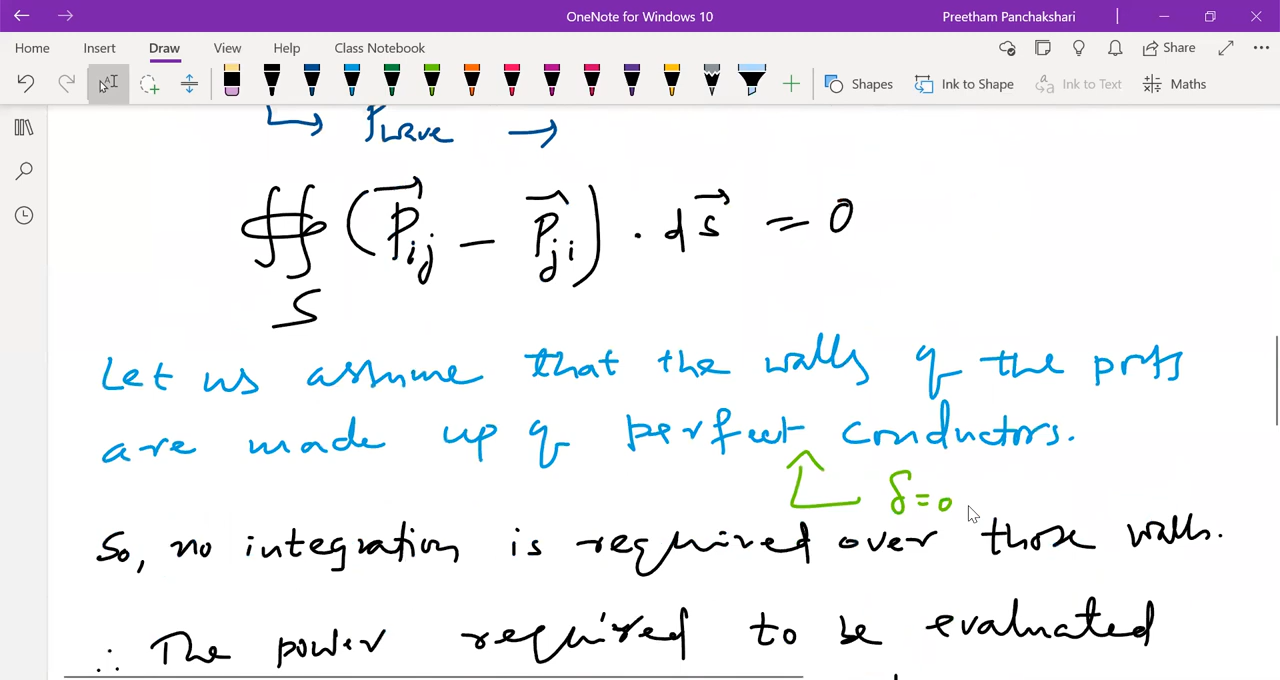 OneNote for Windows 10
Preetham Panchakshari
Home Insert Draw View Help Class Notebook Share
Shapes Ink to Shape Ink to Text Maths
↳ Prove →
∯ (P⃗ij − P⃗ji) · ds⃗ = 0
S
Let us assume that the walls of the ports
are made up of perfect conductors.
δ = 0
So, no integration is required over those walls.
∴ The power required to be evaluated